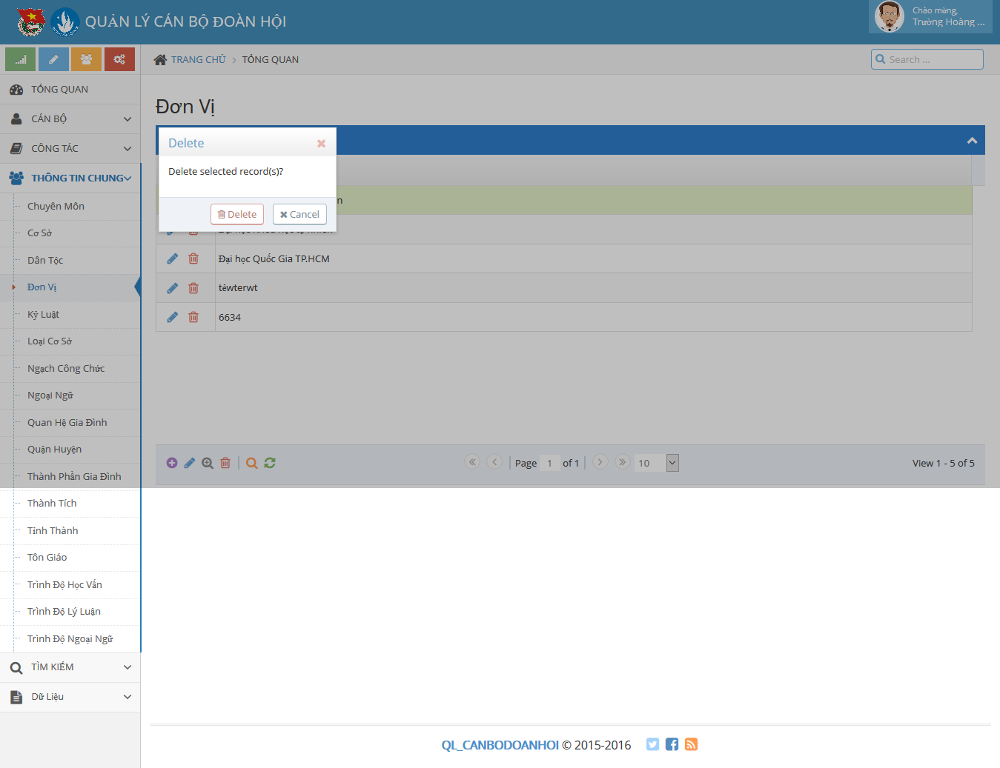 QUẢN LÝ CÁN BỘ ĐOÀN HỘI
Chào mừng,
Trường Hoàng ...
TRANG CHỦ > TỔNG QUAN
Search ...
TỔNG QUAN
CÁN BỘ
CÔNG TÁC
THÔNG TIN CHUNG
Chuyên Môn
Cơ Sở
Dân Tộc
Đơn Vị
Kỷ Luật
Loại Cơ Sở
Ngạch Công Chức
Ngoại Ngữ
Quan Hệ Gia Đình
Quận Huyện
Thành Phần Gia Đình
Thành Tích
Tỉnh Thành
Tôn Giáo
Trình Độ Học Vấn
Trình Độ Lý Luận
Trình Độ Ngoại Ngữ
TÌM KIẾM
Dữ Liệu
Đơn Vị
Delete
Delete selected record(s)?
Delete
Cancel
Đại học Quốc Gia TP.HCM
têwterwt
6634
Page 1 of 1
10
View 1 - 5 of 5
QL_CANBODOANHOI © 2015-2016